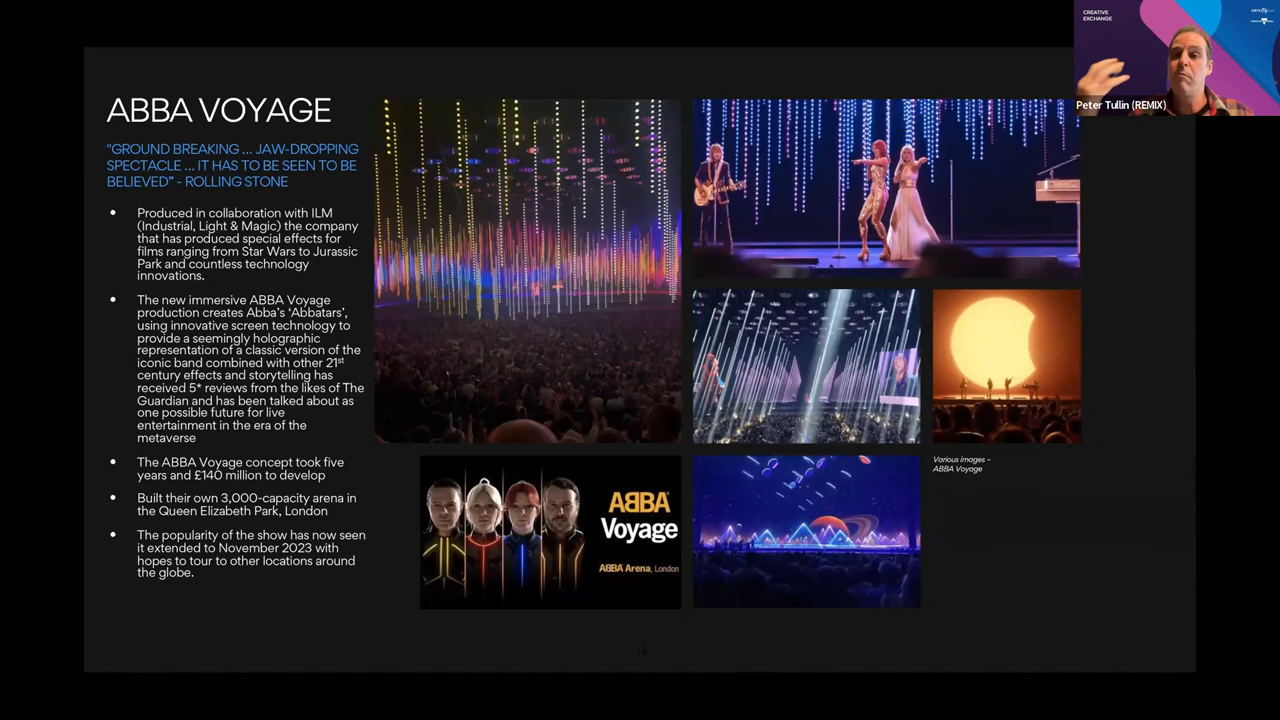 CREATIVE
EXCHANGE
Peter Tullin (REMIX)
ABBA VOYAGE
"GROUND BREAKING ... JAW-DROPPING
SPECTACLE ... IT HAS TO BE SEEN TO BE
BELIEVED" - ROLLING STONE
• Produced in collaboration with ILM
(Industrial, Light & Magic) the company
that has produced special effects for
films ranging from Star Wars to Jurassic
Park and countless technology
innovations.
• The new immersive ABBA Voyage
production creates Abba's 'Abbatars',
using innovative screen technology to
provide a seemingly holographic
representation of a classic version of the
iconic band combined with other 21st
century effects and storytelling has
received 5* reviews from the likes of The
Guardian and has been talked about as
one possible future for live
entertainment in the era of the
metaverse
• The ABBA Voyage concept took five
years and £140 million to develop
• Built their own 3,000-capacity arena in
the Queen Elizabeth Park, London
• The popularity of the show has now seen
it extended to November 2023 with
hopes to tour to other locations around
the globe.
ABBA
Voyage
ABBA Arena, London
Various images –
ABBA Voyage
13